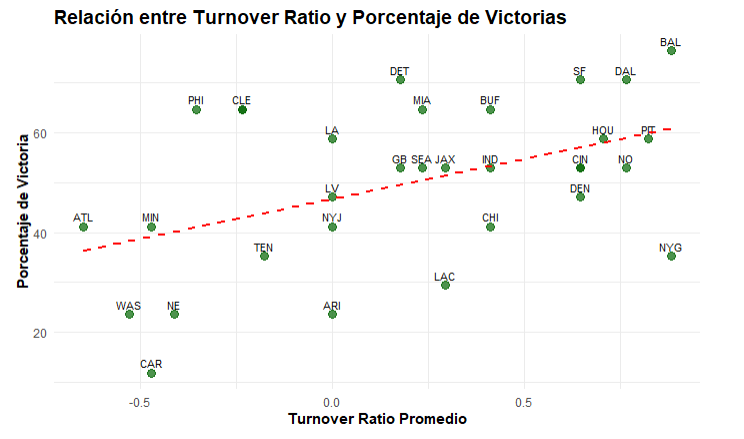 Relación entre Turnover Ratio y Porcentaje de Victorias
BAL
DET
SF
DAL
PHI
CLE
MIA
BUF
LA
HOU
PIT
GB
SEA
JAX
IND
CIN
NO
LV
DEN
ATL
MIN
NYJ
CHI
TEN
NYG
LAC
WAS
NE
ARI
CAR
60
40
20
Porcentaje de Victoria
-0.5
0.0
0.5
Turnover Ratio Promedio